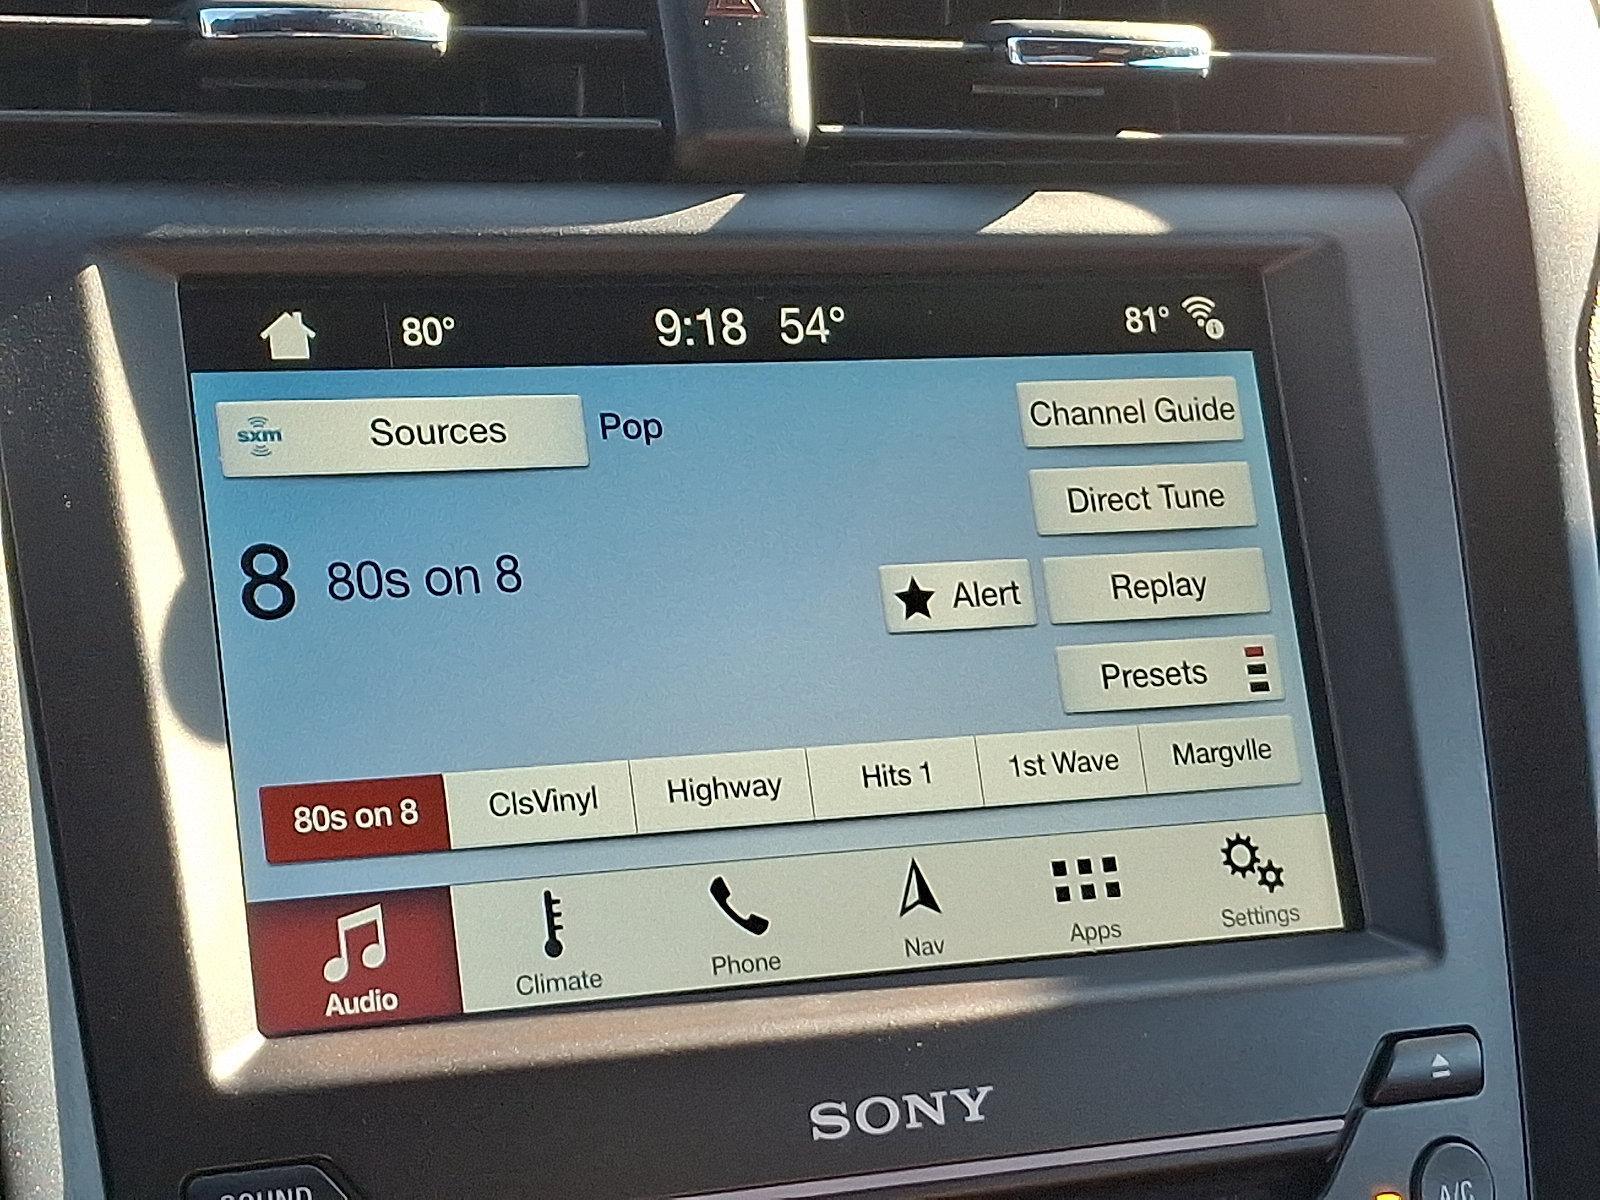 80° 9:18 54° 81°
sxm Sources Pop Channel Guide
Direct Tune
8 80s on 8 Alert Replay
Presets
80s on 8 ClsVinyl Highway Hits 1 1st Wave Margvlle
Audio Climate Phone Nav Apps Settings
SONY
SOUND A/C